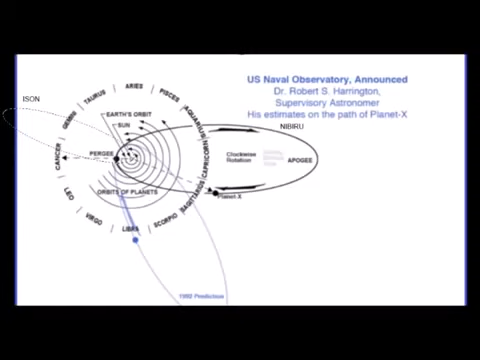 US Naval Observatory, Announced
Dr. Robert S. Harrington,
Supervisory Astronomer
His estimates on the path of Planet-X
ISON
NIBIRU
ARIES
TAURUS
PISCES
GEMINI
AQUARIUS
EARTH'S ORBIT
SUN
CANCER
PERGEE
CAPRICORN
Clockwise
Rotation
APOGEE
ORBITS OF PLANETS
SAGITTARIUS
Planet X
LEO
VIRGO
LIBRA
SCORPIO
1992 Prediction